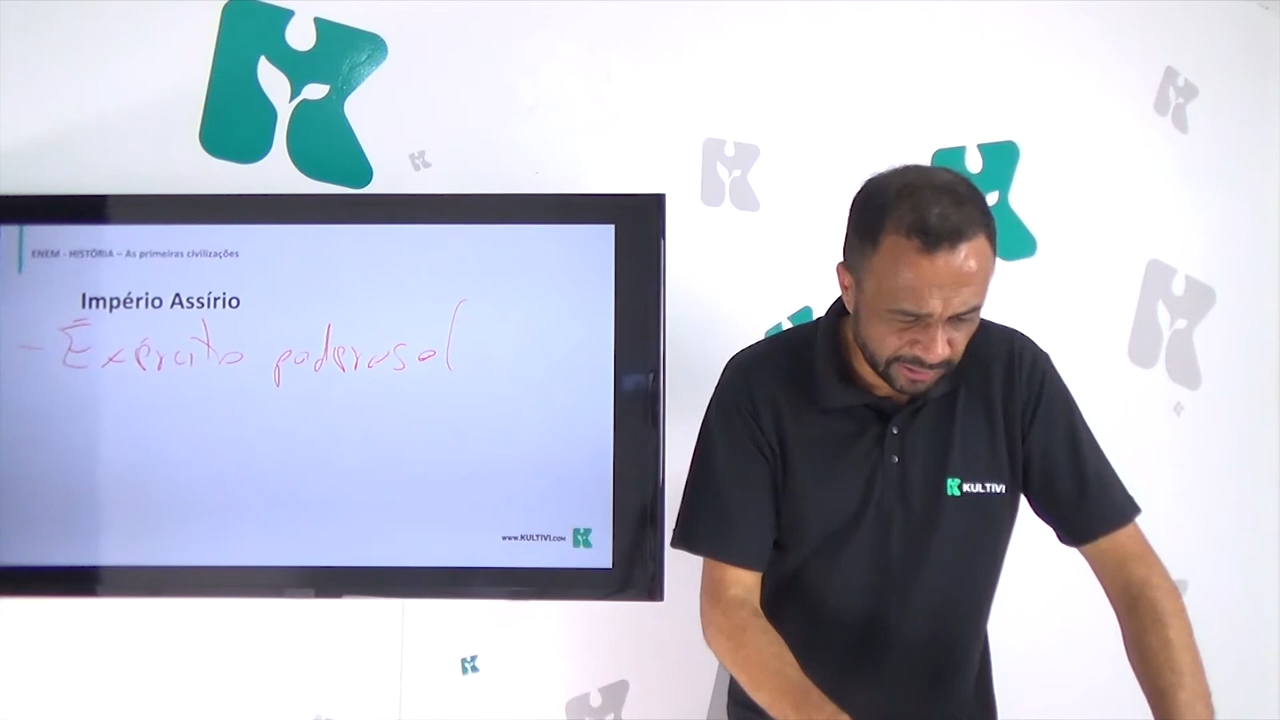 ENEM - HISTÓRIA – As primeiras civilizações
Império Assírio
- Exército poderoso (
www.KULTIVI.COM
KULTIVI